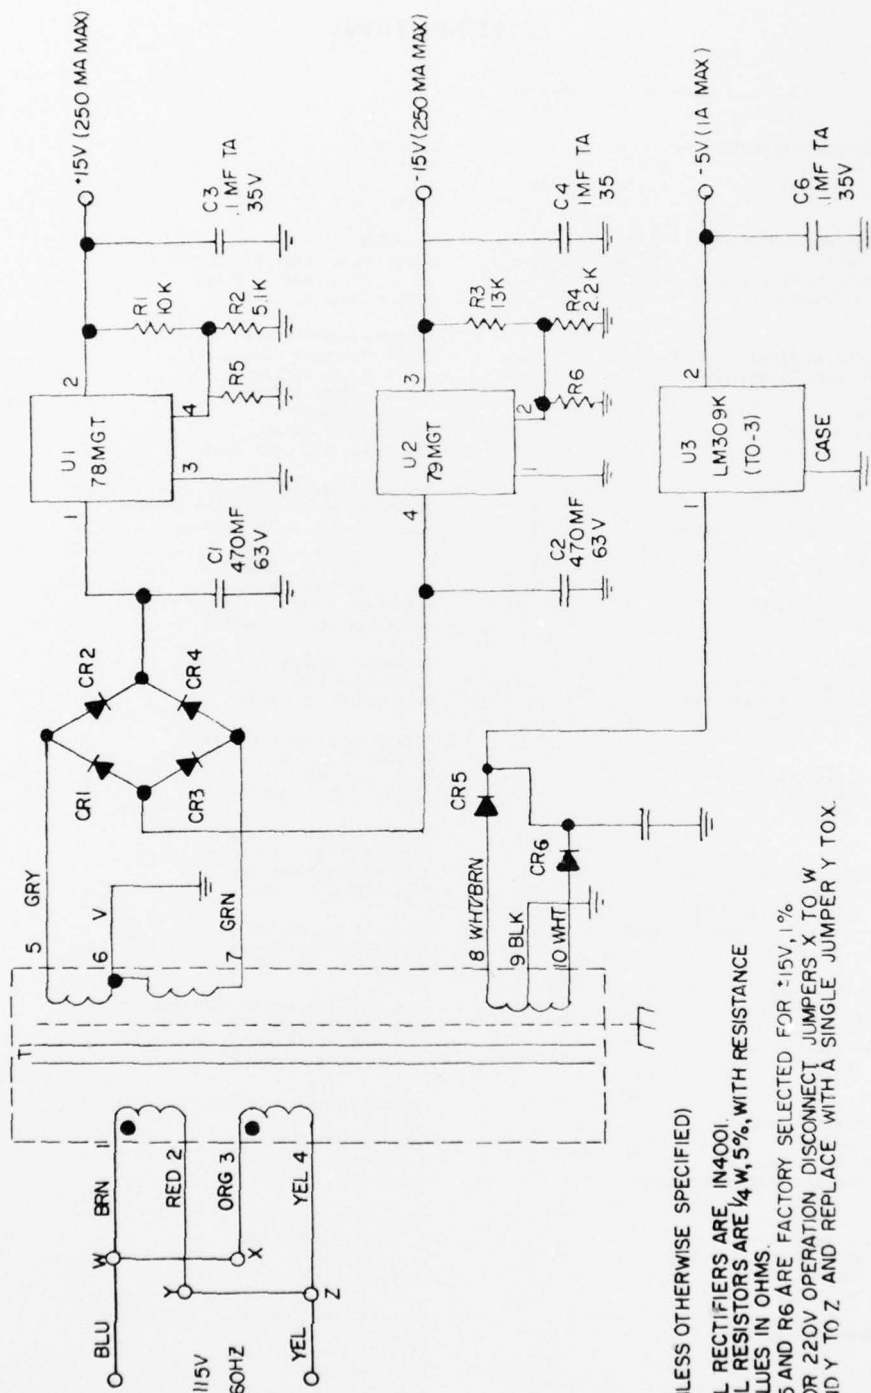 +15V (250 MA MAX)
C3
.1MF TA
35V
R1
10K
R2
5.1K
R5
2
4
U1
78MGT
3
1
C1
470MF
63V
CR2
CR4
CR1
CR3
-15V (250 MA MAX)
C4
.1MF TA
35
R3
13K
R4
2.2K
R6
3
2
U2
79MGT
1
4
C2
470MF
63V
-5V (1A MAX)
C6
.1MF TA
35V
2
U3
LM309K
(TO-3)
CASE
1
CR5
CR6
5 GRY
6 V
7 GRN
8 WHT/BRN
9 BLK
10 WHT
T
BLU
W
BRN 1
RED 2
Y
115V
60HZ
ORG 3
X
YEL
Z
YEL 4
LESS OTHERWISE SPECIFIED)
L RECTIFIERS ARE IN4001.
L RESISTORS ARE 1/4 W, 5%, WITH RESISTANCE
LUES IN OHMS.
5 AND R6 ARE FACTORY SELECTED FOR ±15V, 1%
OR 220V OPERATION DISCONNECT JUMPERS X TO W
ND Y TO Z AND REPLACE WITH A SINGLE JUMPER Y TO X.